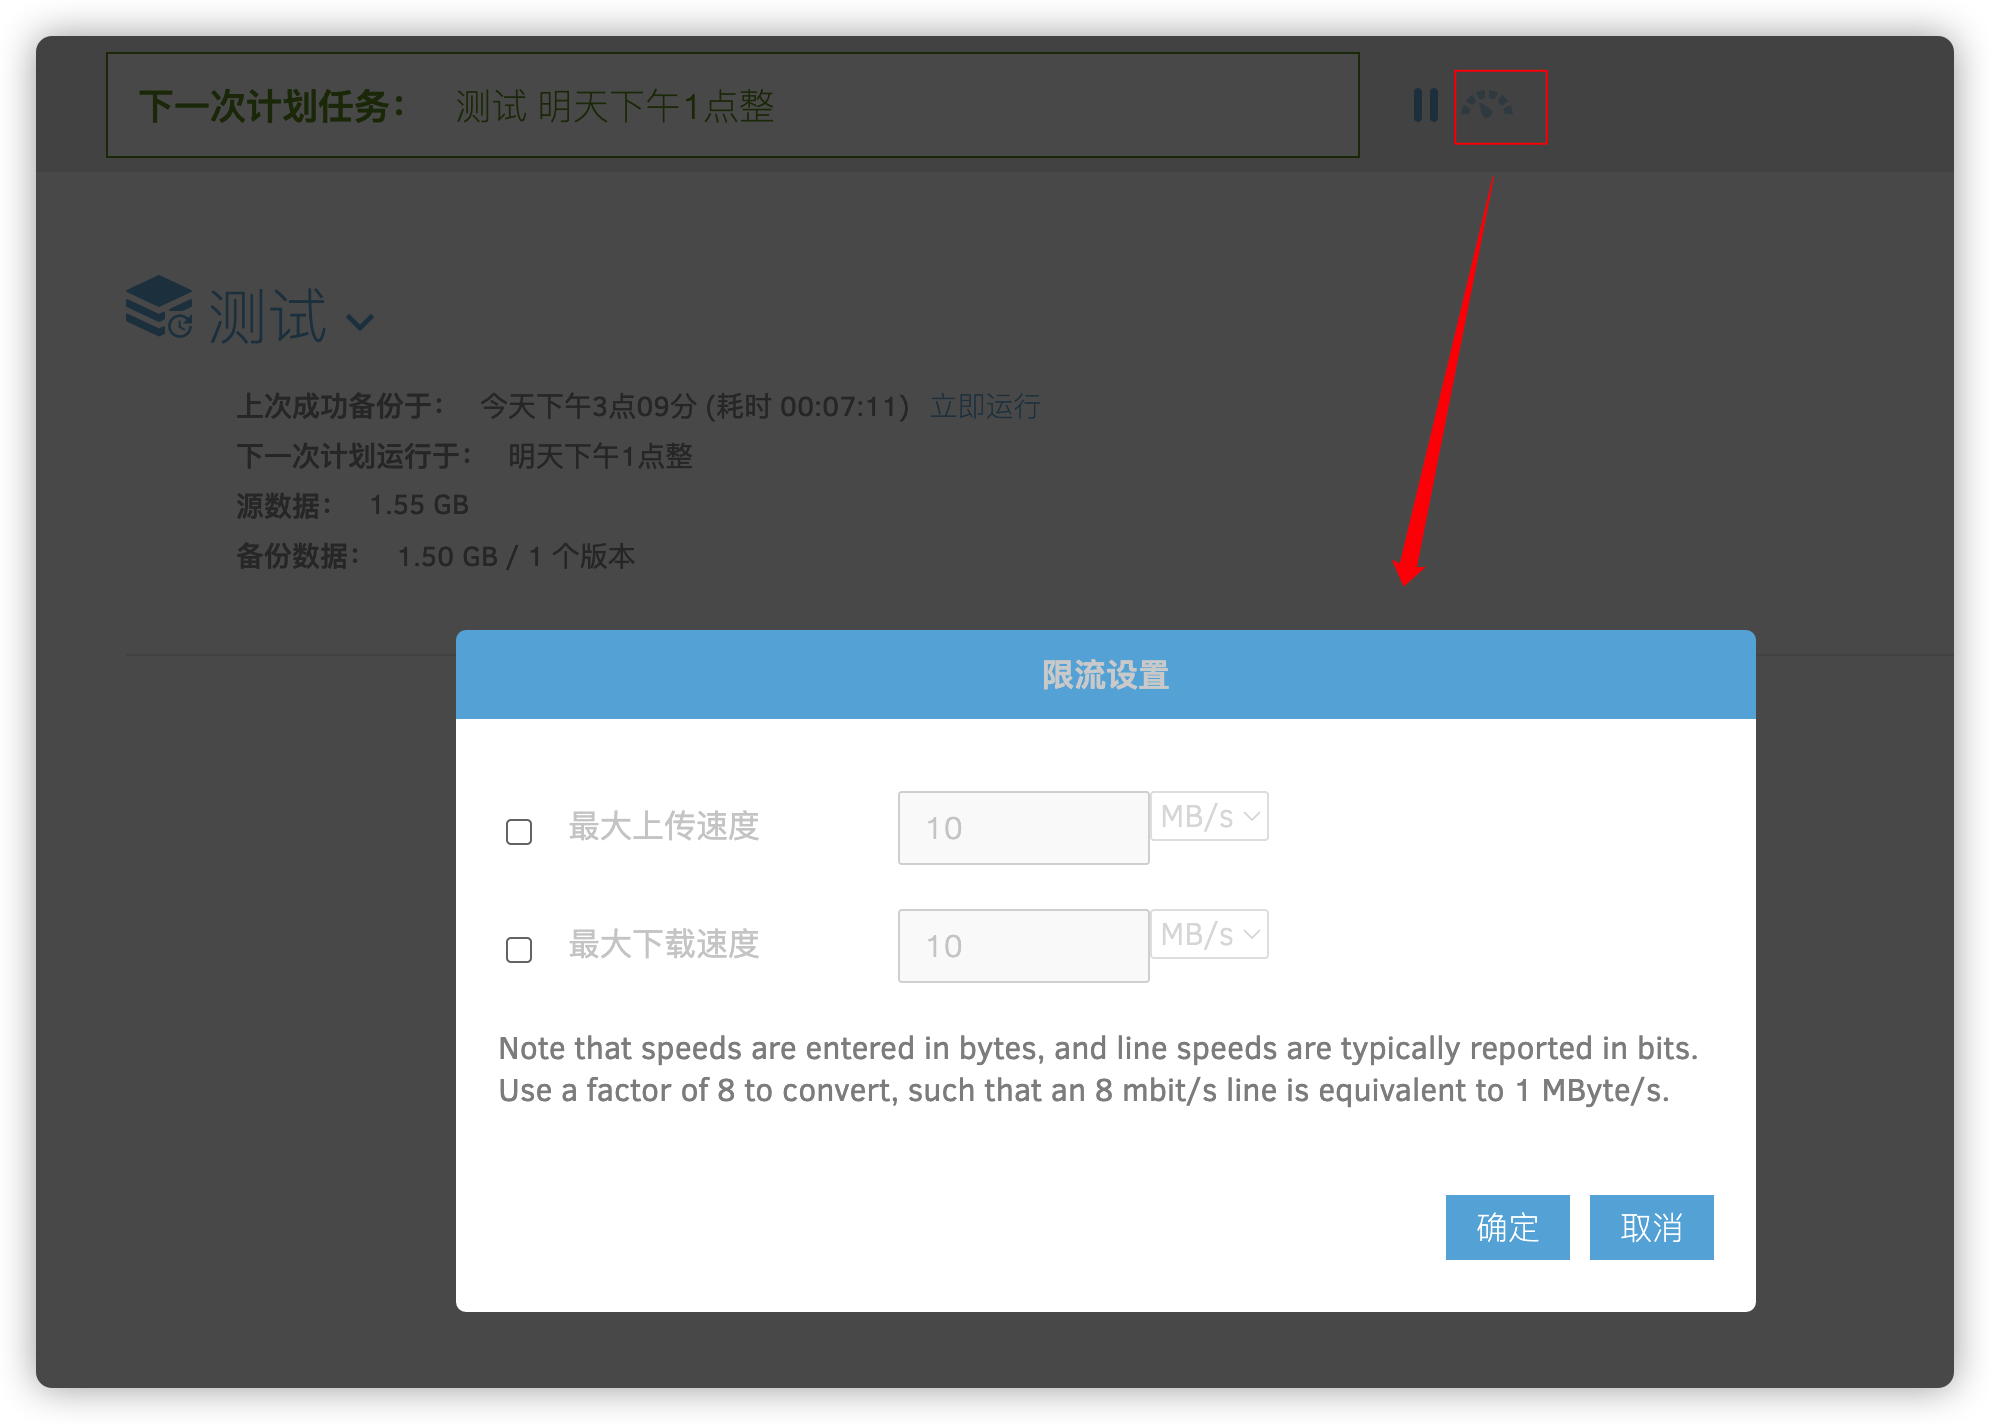 下一次计划任务： 测试 明天下午1点整
测试
上次成功备份于： 今天下午3点09分 (耗时 00:07:11) 立即运行
下一次计划运行于： 明天下午1点整
源数据： 1.55 GB
备份数据： 1.50 GB / 1 个版本
限流设置
最大上传速度 10 MB/s
最大下载速度 10 MB/s
Note that speeds are entered in bytes, and line speeds are typically reported in bits.
Use a factor of 8 to convert, such that an 8 mbit/s line is equivalent to 1 MByte/s.
确定 取消